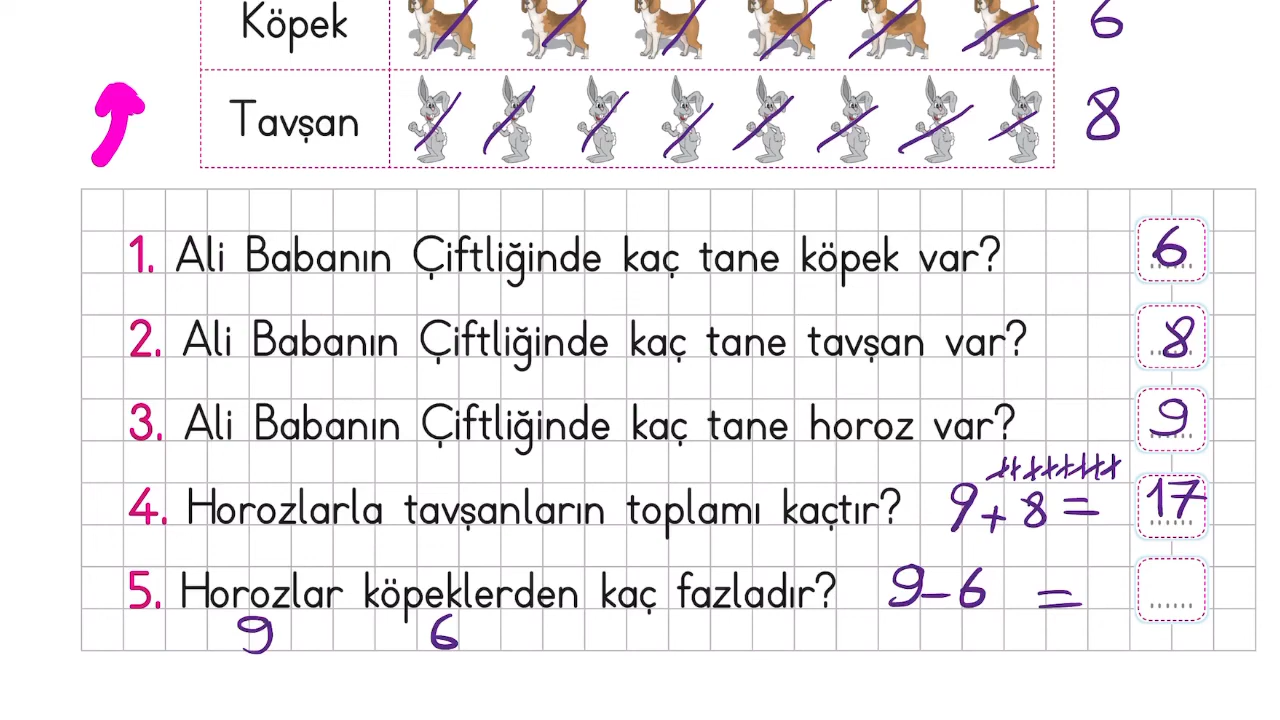 Köpek 6
Tavşan 8
1. Ali Babanın Çiftliğinde kaç tane köpek var? 6
2. Ali Babanın Çiftliğinde kaç tane tavşan var? 8
3. Ali Babanın Çiftliğinde kaç tane horoz var? 9
4. Horozlarla tavşanların toplamı kaçtır? 9 + 8 = 17
5. Horozlar köpeklerden kaç fazladır? 9 - 6 = ......
9 6